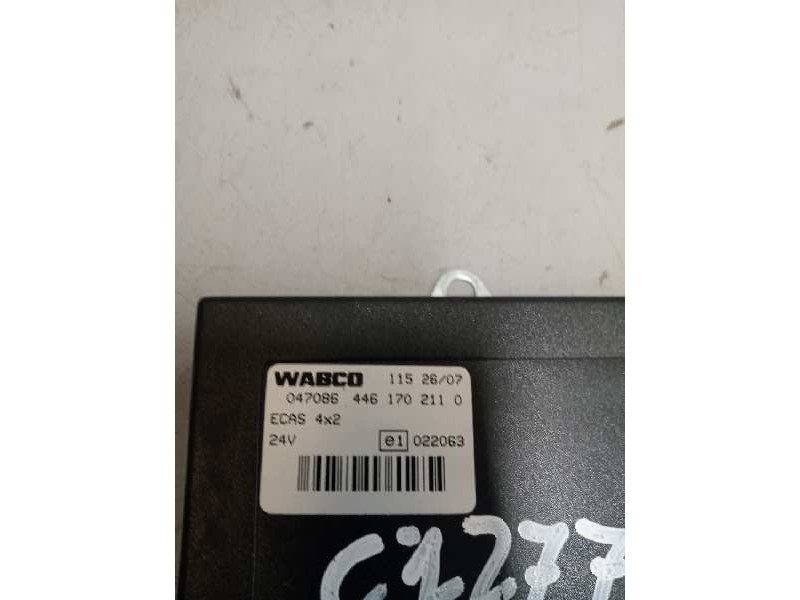 WABCO 115 26/07
047086 446 170 211 0
ECAS 4x2
24V e1 022063